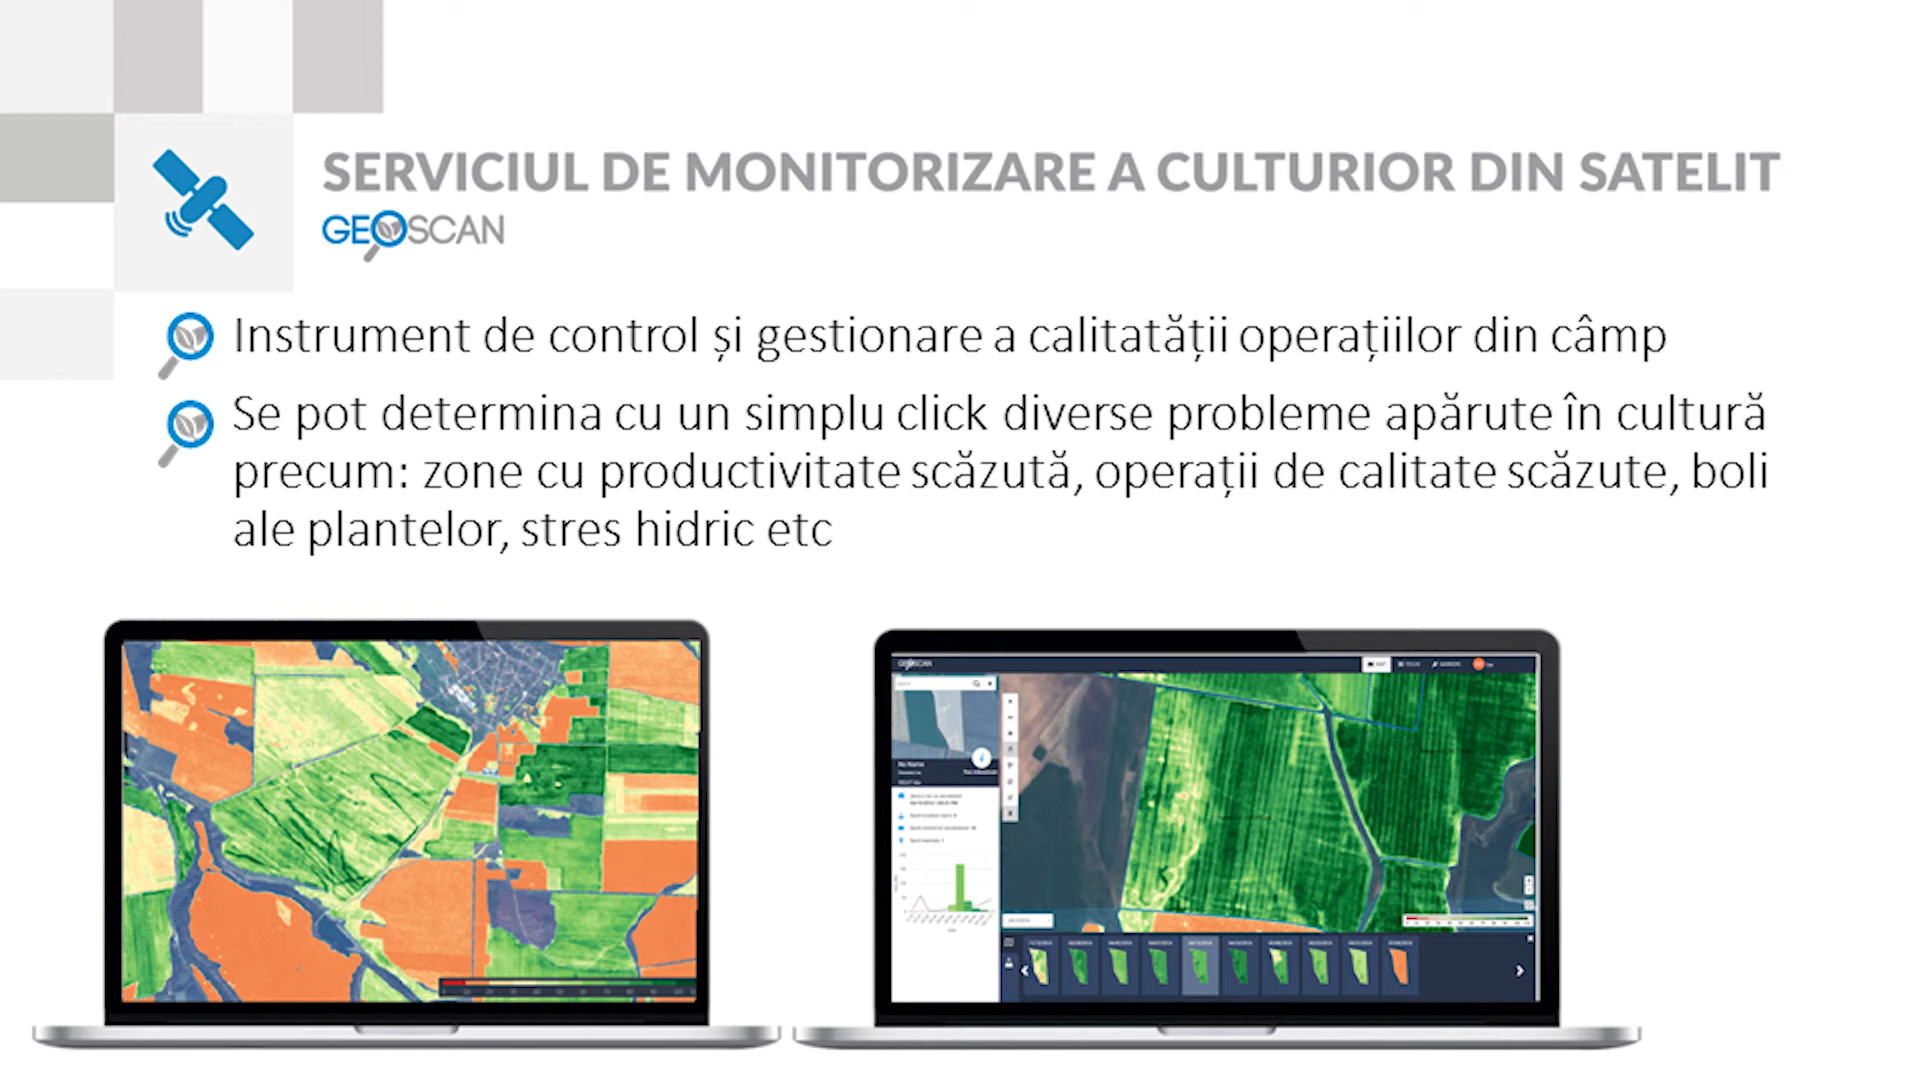 SERVICIUL DE MONITORIZARE A CULTURIOR DIN SATELIT
GEOSCAN
Instrument de control și gestionare a calitatății operațiilor din câmp
Se pot determina cu un simplu click diverse probleme apărute în cultură
precum: zone cu productivitate scăzută, operații de calitate scăzute, boli
ale plantelor, stres hidric etc
GEOSCAN